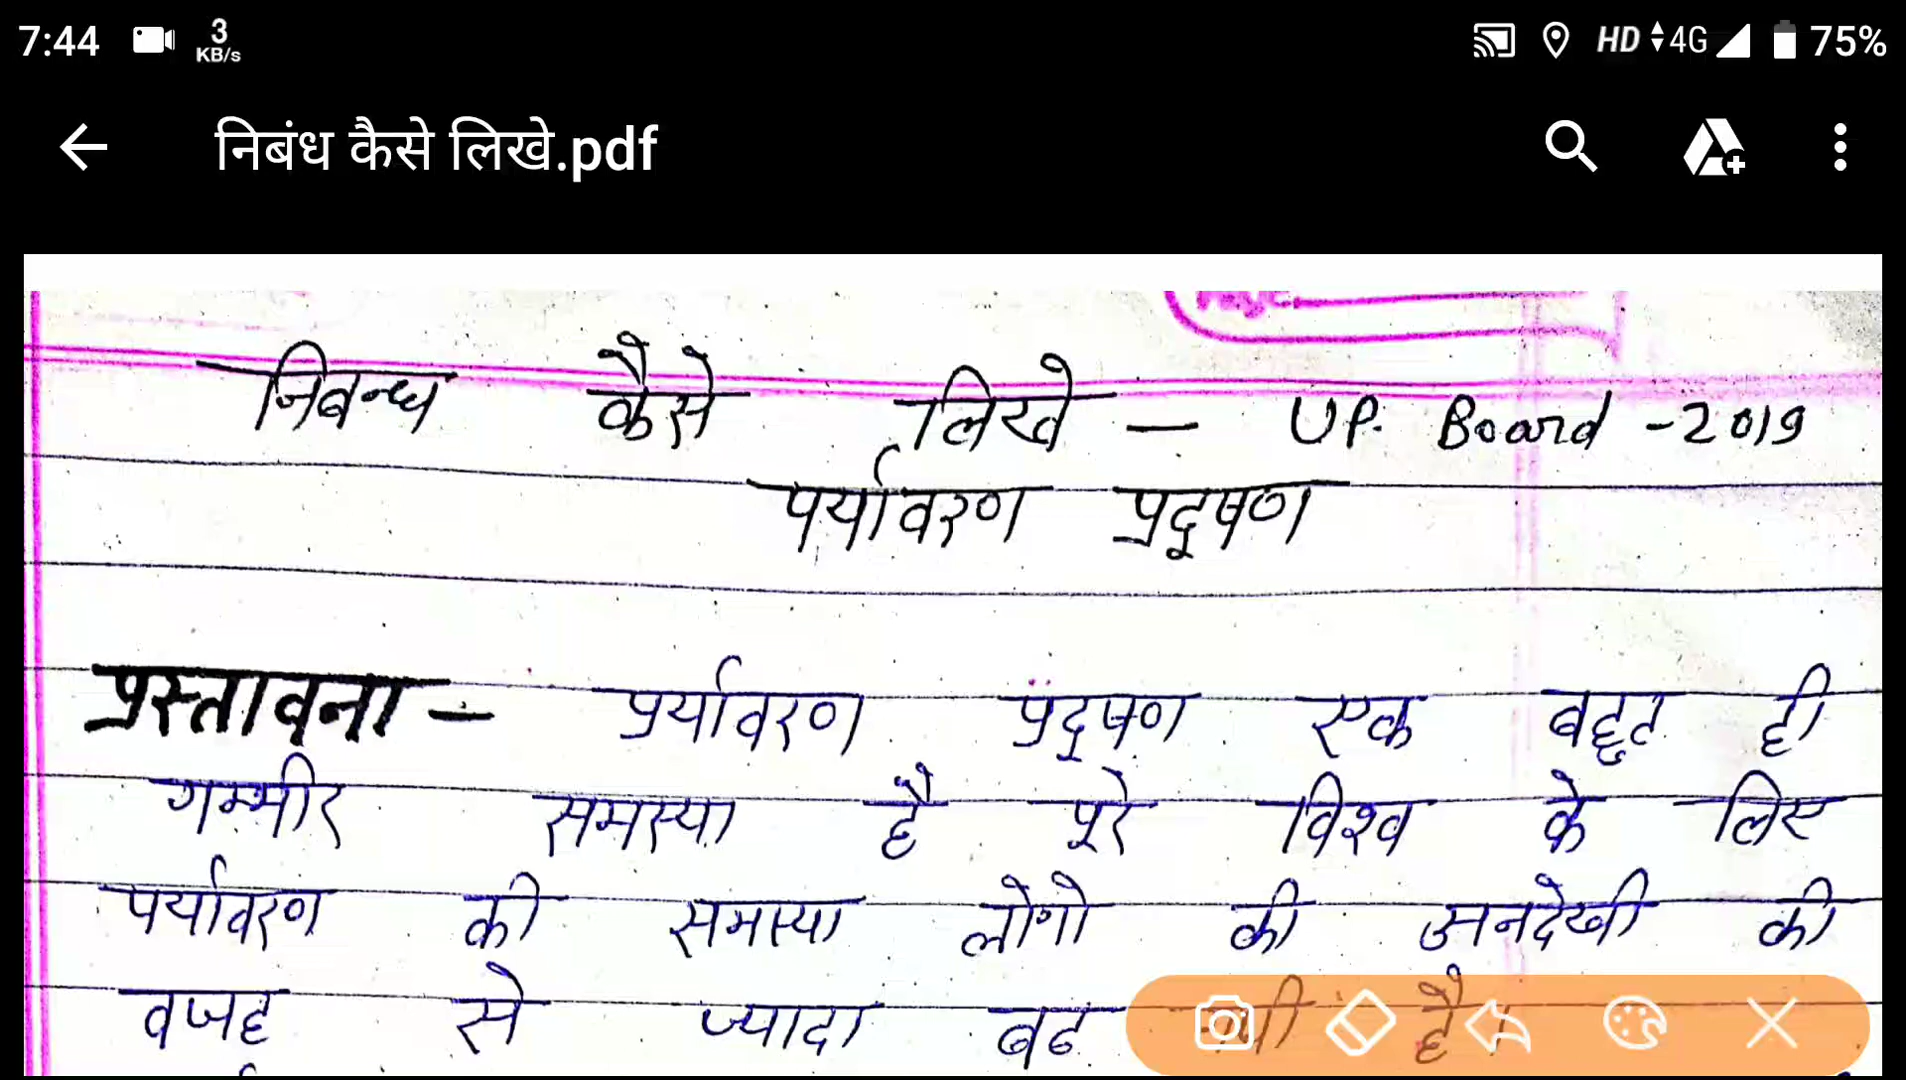 7:44 3 KB/s HD 4G 75%
निबंध कैसे लिखे.pdf
निबन्ध कैसे लिखे — UP. Board -2019
पर्यावरण प्रदूषण
प्रस्तावना — पर्यावरण प्रदूषण एक बहुत ही
गम्भीर समस्या है पूरे विश्व के लिए
पर्यावरण की समस्या लोगो की अनदेखी की
वजह से ज्यादा बढ है।